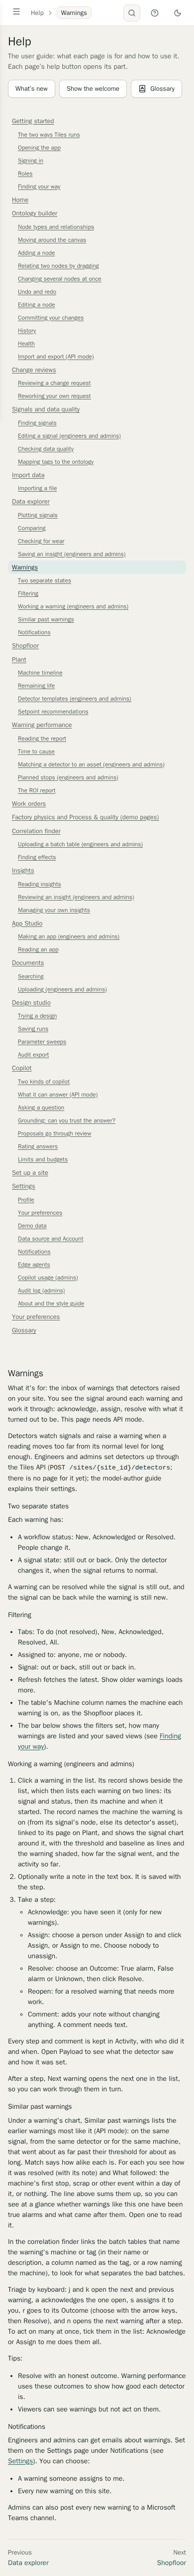 Help > Warnings
Help
The user guide: what each page is for and how to use it.
Each page's help button opens its part.
What's new
Show the welcome
Glossary
Getting started
The two ways Tiles runs
Opening the app
Signing in
Roles
Finding your way
Home
Ontology builder
Node types and relationships
Moving around the canvas
Adding a node
Relating two nodes by dragging
Changing several nodes at once
Undo and redo
Editing a node
Committing your changes
History
Health
Import and export (API mode)
Change reviews
Reviewing a change request
Reworking your own request
Signals and data quality
Finding signals
Editing a signal (engineers and admins)
Checking data quality
Mapping tags to the ontology
Import data
Importing a file
Data explorer
Plotting signals
Comparing
Checking for wear
Saving an insight (engineers and admins)
Warnings
Two separate states
Filtering
Working a warning (engineers and admins)
Similar past warnings
Notifications
Shopfloor
Plant
Machine timeline
Remaining life
Detector templates (engineers and admins)
Setpoint recommendations
Warning performance
Reading the report
Time to cause
Matching a detector to an asset (engineers and admins)
Planned stops (engineers and admins)
The ROI report
Work orders
Factory physics and Process & quality (demo pages)
Correlation finder
Uploading a batch table (engineers and admins)
Finding effects
Insights
Reading insights
Reviewing an insight (engineers and admins)
Managing your own insights
App Studio
Making an app (engineers and admins)
Reading an app
Documents
Searching
Uploading (engineers and admins)
Design studio
Trying a design
Saving runs
Parameter sweeps
Audit export
Copilot
Two kinds of copilot
What it can answer (API mode)
Asking a question
Grounding: can you trust the answer?
Proposals go through review
Rating answers
Limits and budgets
Set up a site
Settings
Profile
Your preferences
Demo data
Data source and Account
Notifications
Edge agents
Copilot usage (admins)
Audit log (admins)
About and the style guide
Your preferences
Glossary
Warnings
What it's for: the inbox of warnings that detectors raised
on your site. You see the signal around each warning and
work it through: acknowledge, assign, resolve with what it
turned out to be. This page needs API mode.
Detectors watch signals and raise a warning when a
reading moves too far from its normal level for long
enough. Engineers and admins set detectors up through
the Tiles API (POST /sites/{site_id}/detectors;
there is no page for it yet); the model-author guide
explains their settings.
Two separate states
Each warning has:
• A workflow status: New, Acknowledged or Resolved.
People change it.
• A signal state: still out or back. Only the detector
changes it, when the signal returns to normal.
A warning can be resolved while the signal is still out, and
the signal can be back while the warning is still new.
Filtering
• Tabs: To do (not resolved), New, Acknowledged,
Resolved, All.
• Assigned to: anyone, me or nobody.
• Signal: out or back, still out or back in.
• Refresh fetches the latest. Show older warnings loads
more.
• The table's Machine column names the machine each
warning is on, as the Shopfloor places it.
• The bar below shows the filters set, how many
warnings are listed and your saved views (see Finding
your way).
Working a warning (engineers and admins)
1. Click a warning in the list. Its record shows beside the
list, which then lists each warning on two lines: its
signal and status, then its machine and when it
started. The record names the machine the warning is
on (from its signal's node, else its detector's asset),
linked to its page on Plant, and shows the signal
around it, with the threshold and baseline as lines and
the warning shaded, how far the signal went, and the
activity so far.
2. Optionally write a note in the text box. It is saved with
the step.
3. Take a step:
◦ Acknowledge: you have seen it (only for new
warnings).
◦ Assign: choose a person under Assign to and click
Assign, or Assign to me. Choose nobody to
unassign.
◦ Resolve: choose an Outcome: True alarm, False
alarm or Unknown, then click Resolve.
◦ Reopen: for a resolved warning that needs more
work.
◦ Comment: adds your note without changing
anything. A comment needs text.
Every step and comment is kept in Activity, with who did it
and when. Open Payload to see what the detector saw
and how it was set.
After a step, Next warning opens the next one in the list,
so you can work through them in turn.
Similar past warnings
Under a warning's chart, Similar past warnings lists the
earlier warnings most like it (API mode): on the same
signal, from the same detector or for the same machine,
that went about as far past their threshold for about as
long. Match says how alike each is. For each you see how
it was resolved (with its note) and What followed: the
machine's first lost stop, scrap or other event within a day
of it, or nothing. The line above sums them up, so you can
see at a glance whether warnings like this one have been
true alarms and what came after them. Open one to read
it.
In the correlation finder links the batch tables that name
the warning's machine or tag (in their name or
description, a column named as the tag, or a row naming
the machine), to look for what separates the bad batches.
Triage by keyboard: j and k open the next and previous
warning, a acknowledges the one open, s assigns it to
you, r goes to its Outcome (choose with the arrow keys,
then Resolve), and n opens the next warning after a step.
To act on many at once, tick them in the list: Acknowledge
or Assign to me does them all.
Tips:
• Resolve with an honest outcome. Warning performance
uses these outcomes to show how good each detector
is.
• Viewers can see warnings but not act on them.
Notifications
Engineers and admins can get emails about warnings. Set
them on the Settings page under Notifications (see
Settings). You can choose:
• A warning someone assigns to me.
• Every new warning on this site.
Admins can also post every new warning to a Microsoft
Teams channel.
Previous
Data explorer
Next
Shopfloor